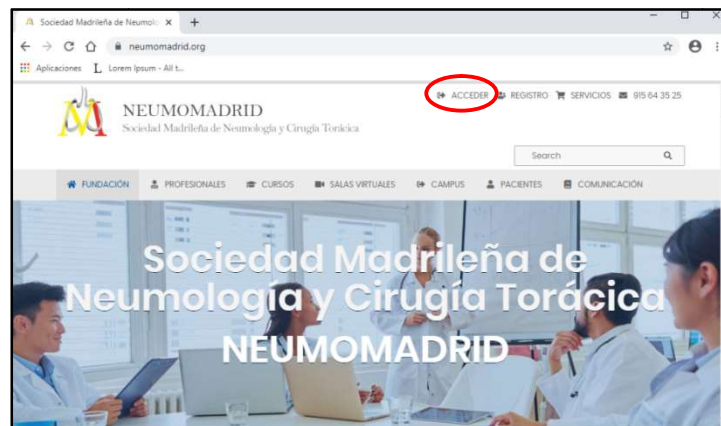 Sociedad Madrileña de Neumolo
neumomadrid.org
Aplicaciones L Lorem Ipsum - All t...
ACCEDER REGISTRO SERVICIOS 915 64 35 25
NEUMOMADRID
Sociedad Madrileña de Neumología y Cirugía Torácica
Search
FUNDACIÓN PROFESIONALES CURSOS SALAS VIRTUALES CAMPUS PACIENTES COMUNICACIÓN
Sociedad Madrileña de
Neumología y Cirugía Torácica
NEUMOMADRID